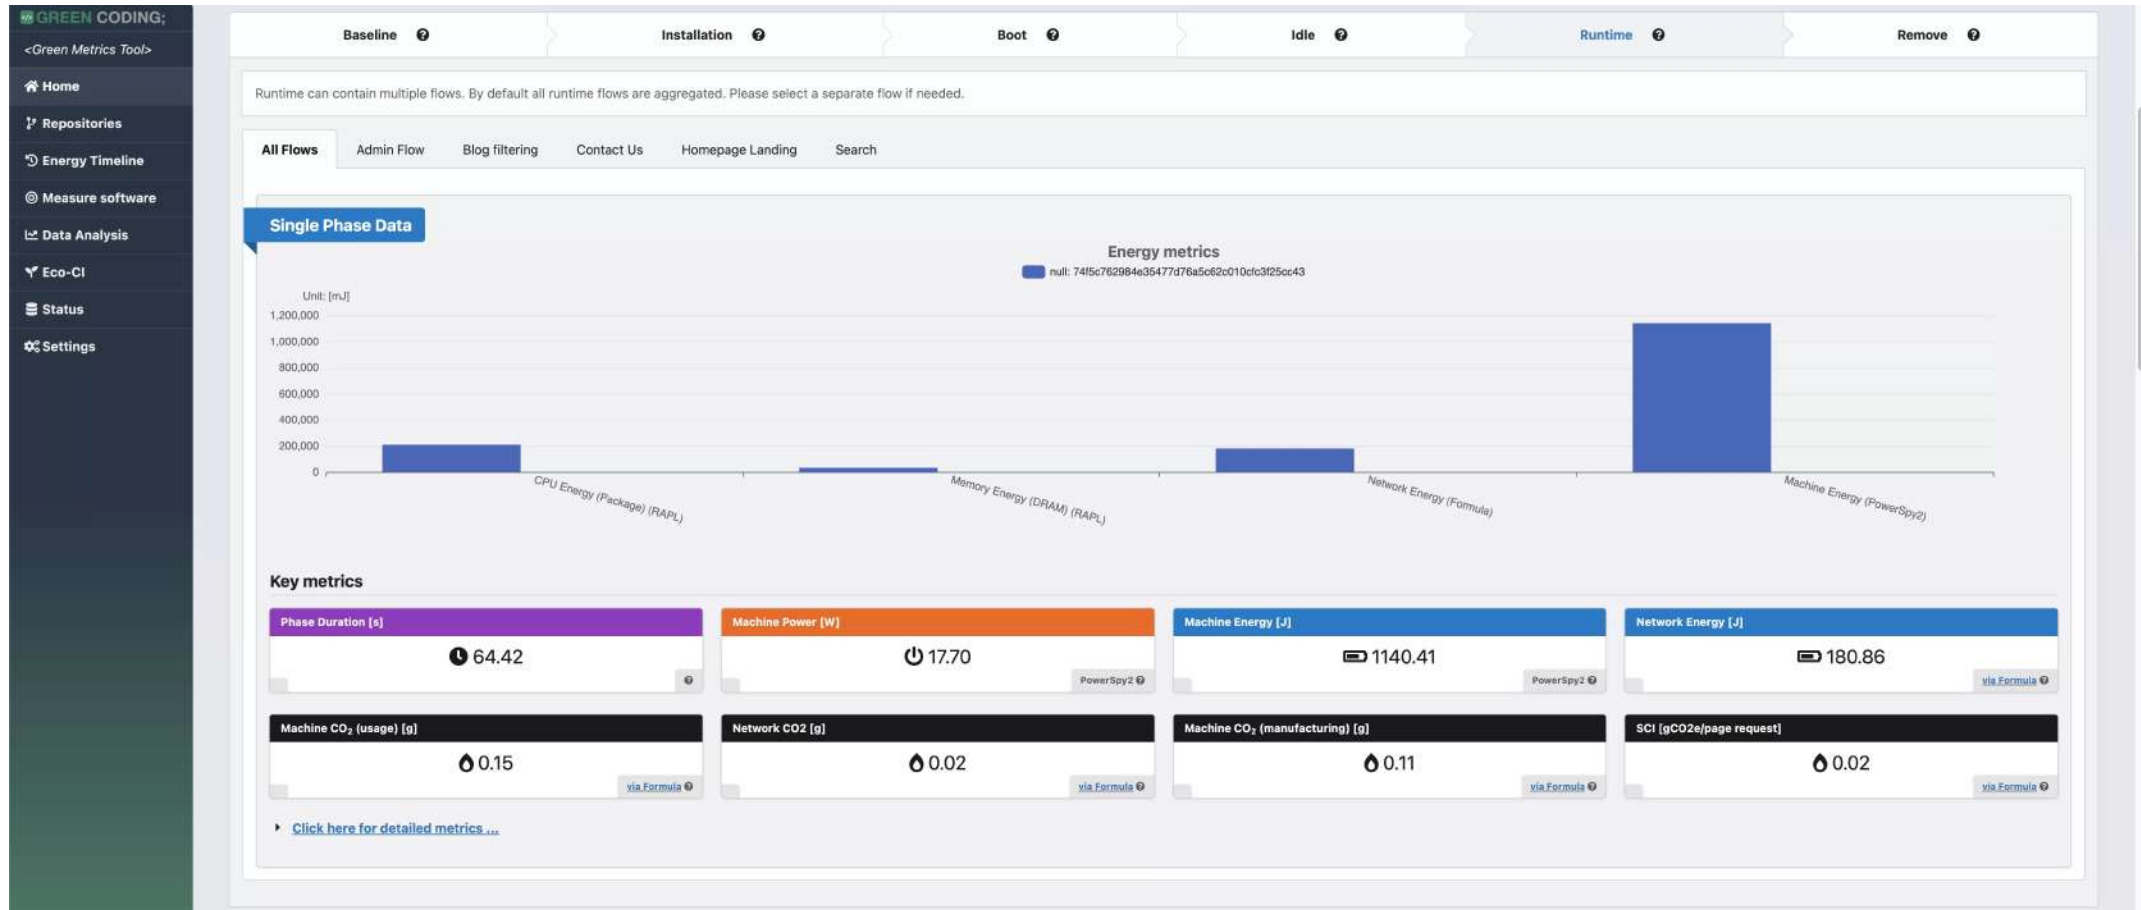 GREEN CODING;
<Green Metrics Tool>
Home
Repositories
Energy Timeline
Measure software
Data Analysis
Eco-CI
Status
Settings
Baseline Installation Boot Idle Runtime Remove
Runtime can contain multiple flows. By default all runtime flows are aggregated. Please select a separate flow if needed.
All Flows Admin Flow Blog filtering Contact Us Homepage Landing Search
Single Phase Data
Energy metrics
null: 74f5c762984e35477d76a5c62c010cfc3f25cc43
Unit: [mJ]
1,200,000
1,000,000
800,000
600,000
400,000
200,000
0
CPU Energy (Package) (RAPL)
Memory Energy (DRAM) (RAPL)
Network Energy (Formula)
Machine Energy (PowerSpy2)
Key metrics
Phase Duration [s]
64.42
Machine Power [W]
17.70
PowerSpy2
Machine Energy [J]
1140.41
PowerSpy2
Network Energy [J]
180.86
via Formula
Machine CO₂ (usage) [g]
0.15
via Formula
Network CO2 [g]
0.02
via Formula
Machine CO₂ (manufacturing) [g]
0.11
via Formula
SCI [gCO2e/page request]
0.02
via Formula
Click here for detailed metrics ...